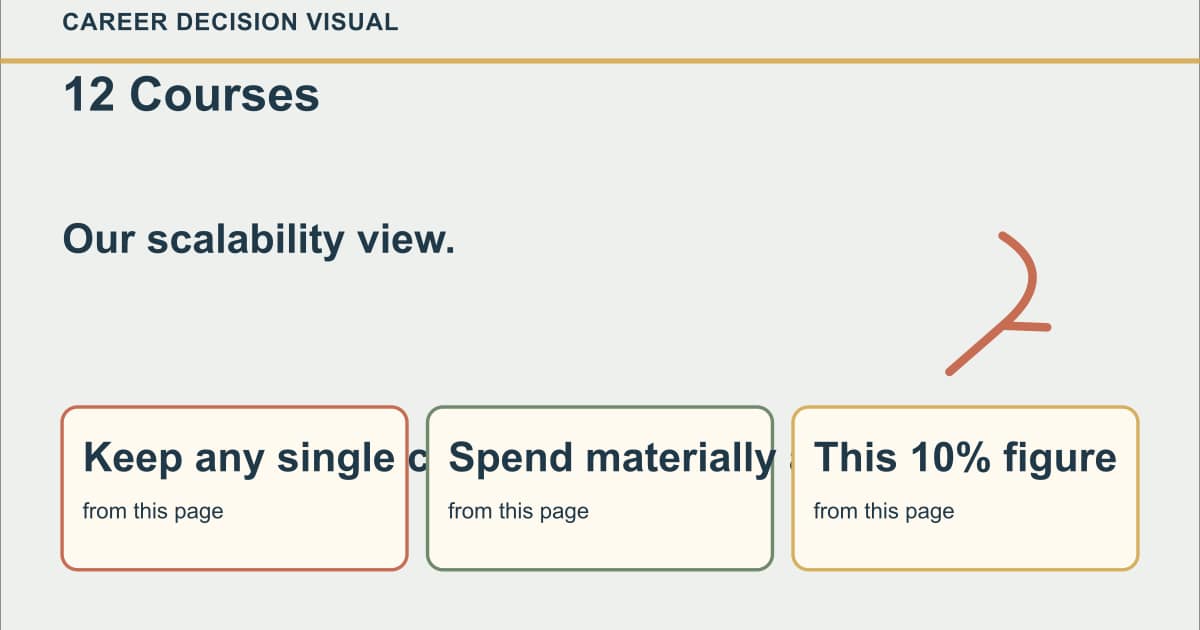 CAREER DECISION VISUAL
12 Courses
Our scalability view.
Keep any single c
from this page
Spend materially
from this page
This 10% figure
from this page